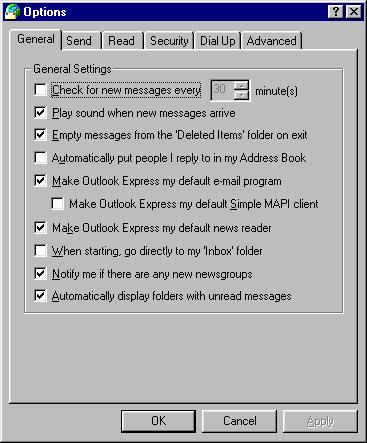 Options
General Send Read Security Dial Up Advanced
General Settings
Check for new messages every 30 minute(s)
Play sound when new messages arrive
Empty messages from the 'Deleted Items' folder on exit
Automatically put people I reply to in my Address Book
Make Outlook Express my default e-mail program
Make Outlook Express my default Simple MAPI client
Make Outlook Express my default news reader
When starting, go directly to my 'Inbox' folder
Notify me if there are any new newsgroups
Automatically display folders with unread messages
OK Cancel Apply